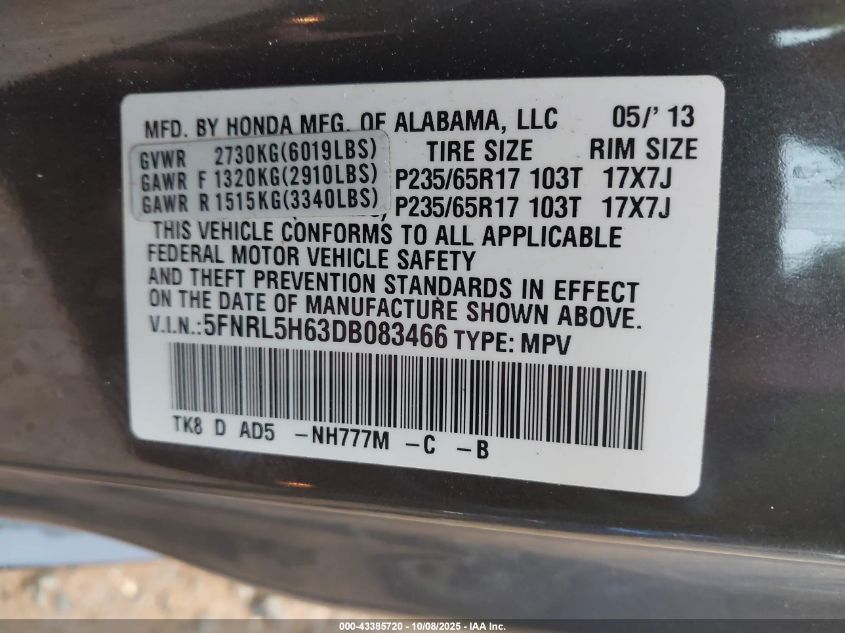 MFD. BY HONDA MFG. OF ALABAMA, LLC 05/' 13
GVWR 2730KG(6019LBS) TIRE SIZE RIM SIZE
GAWR F 1320KG(2910LBS) P235/65R17 103T 17X7J
GAWR R 1515KG(3340LBS) P235/65R17 103T 17X7J
THIS VEHICLE CONFORMS TO ALL APPLICABLE
FEDERAL MOTOR VEHICLE SAFETY
AND THEFT PREVENTION STANDARDS IN EFFECT
ON THE DATE OF MANUFACTURE SHOWN ABOVE.
V.I.N.:5FNRL5H63DB083466 TYPE: MPV
TK8 D AD5 -NH777M -C -B
000-43385720 - 10/08/2025 - IAA Inc.